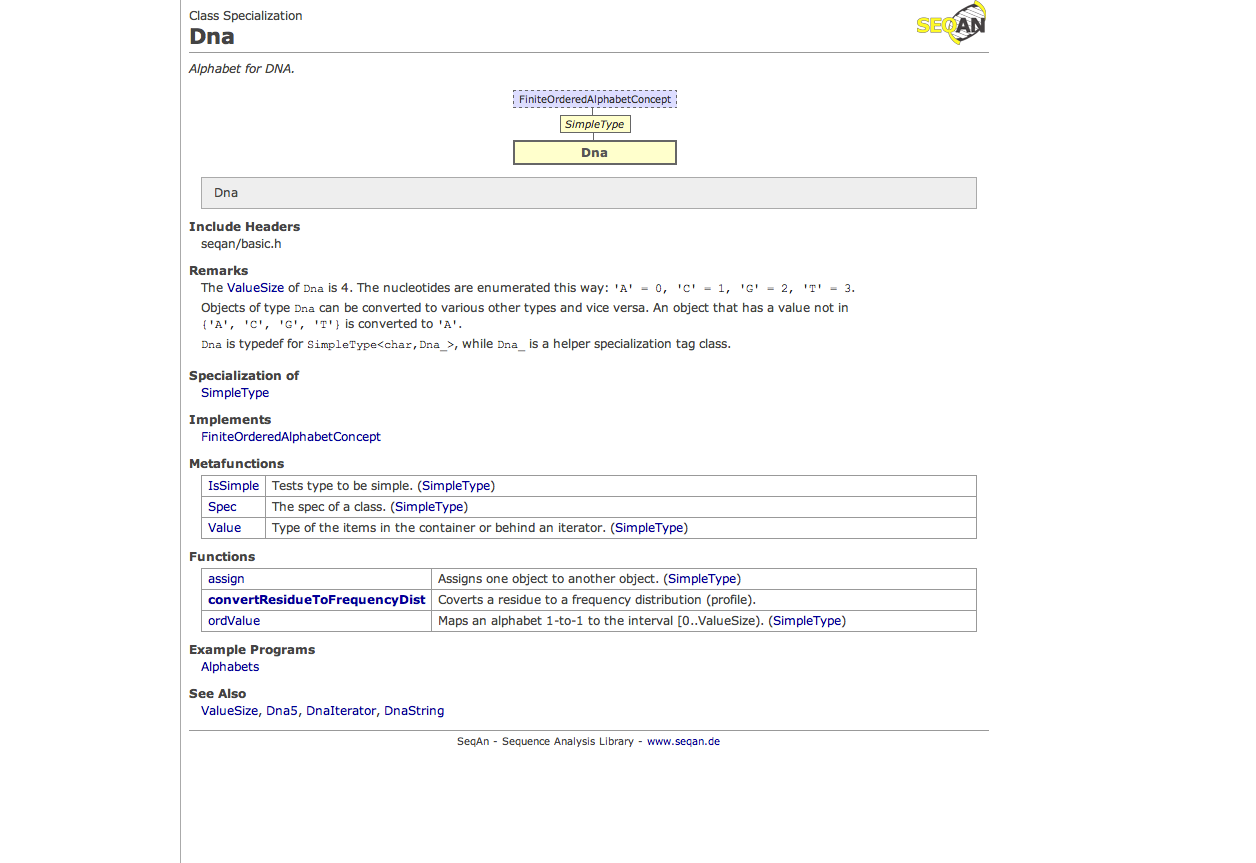 Class Specialization
Dna
SEQAN
Alphabet for DNA.
FiniteOrderedAlphabetConcept
SimpleType
Dna
Dna
Include Headers
seqan/basic.h
Remarks
The ValueSize of Dna is 4. The nucleotides are enumerated this way: 'A' = 0, 'C' = 1, 'G' = 2, 'T' = 3.
Objects of type Dna can be converted to various other types and vice versa. An object that has a value not in
{'A', 'C', 'G', 'T'} is converted to 'A'.
Dna is typedef for SimpleType<char,Dna_>, while Dna_ is a helper specialization tag class.
Specialization of
SimpleType
Implements
FiniteOrderedAlphabetConcept
Metafunctions
IsSimple Tests type to be simple. (SimpleType)
Spec The spec of a class. (SimpleType)
Value Type of the items in the container or behind an iterator. (SimpleType)
Functions
assign Assigns one object to another object. (SimpleType)
convertResidueToFrequencyDist Coverts a residue to a frequency distribution (profile).
ordValue Maps an alphabet 1-to-1 to the interval [0..ValueSize). (SimpleType)
Example Programs
Alphabets
See Also
ValueSize, Dna5, DnaIterator, DnaString
SeqAn - Sequence Analysis Library - www.seqan.de